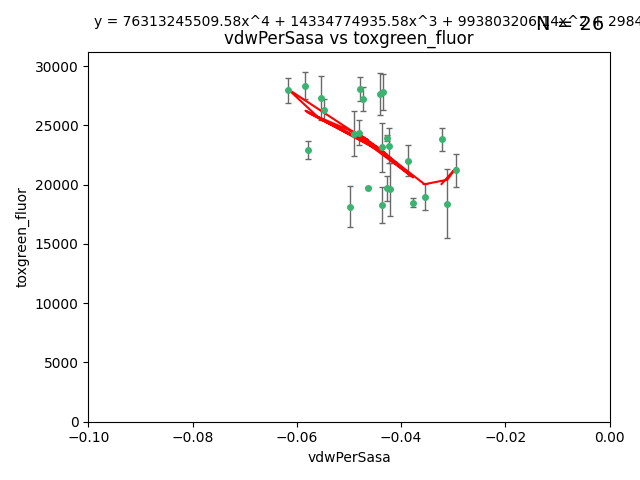 y = 76313245509.58x^4 + 14334774935.58x^3 + 993803206.
N = 26
vdwPerSasa vs toxgreen_fluor
30000
25000
20000
15000
10000
5000
0
toxgreen_fluor
−0.10
−0.08
−0.06
−0.04
−0.02
0.00
vdwPerSasa